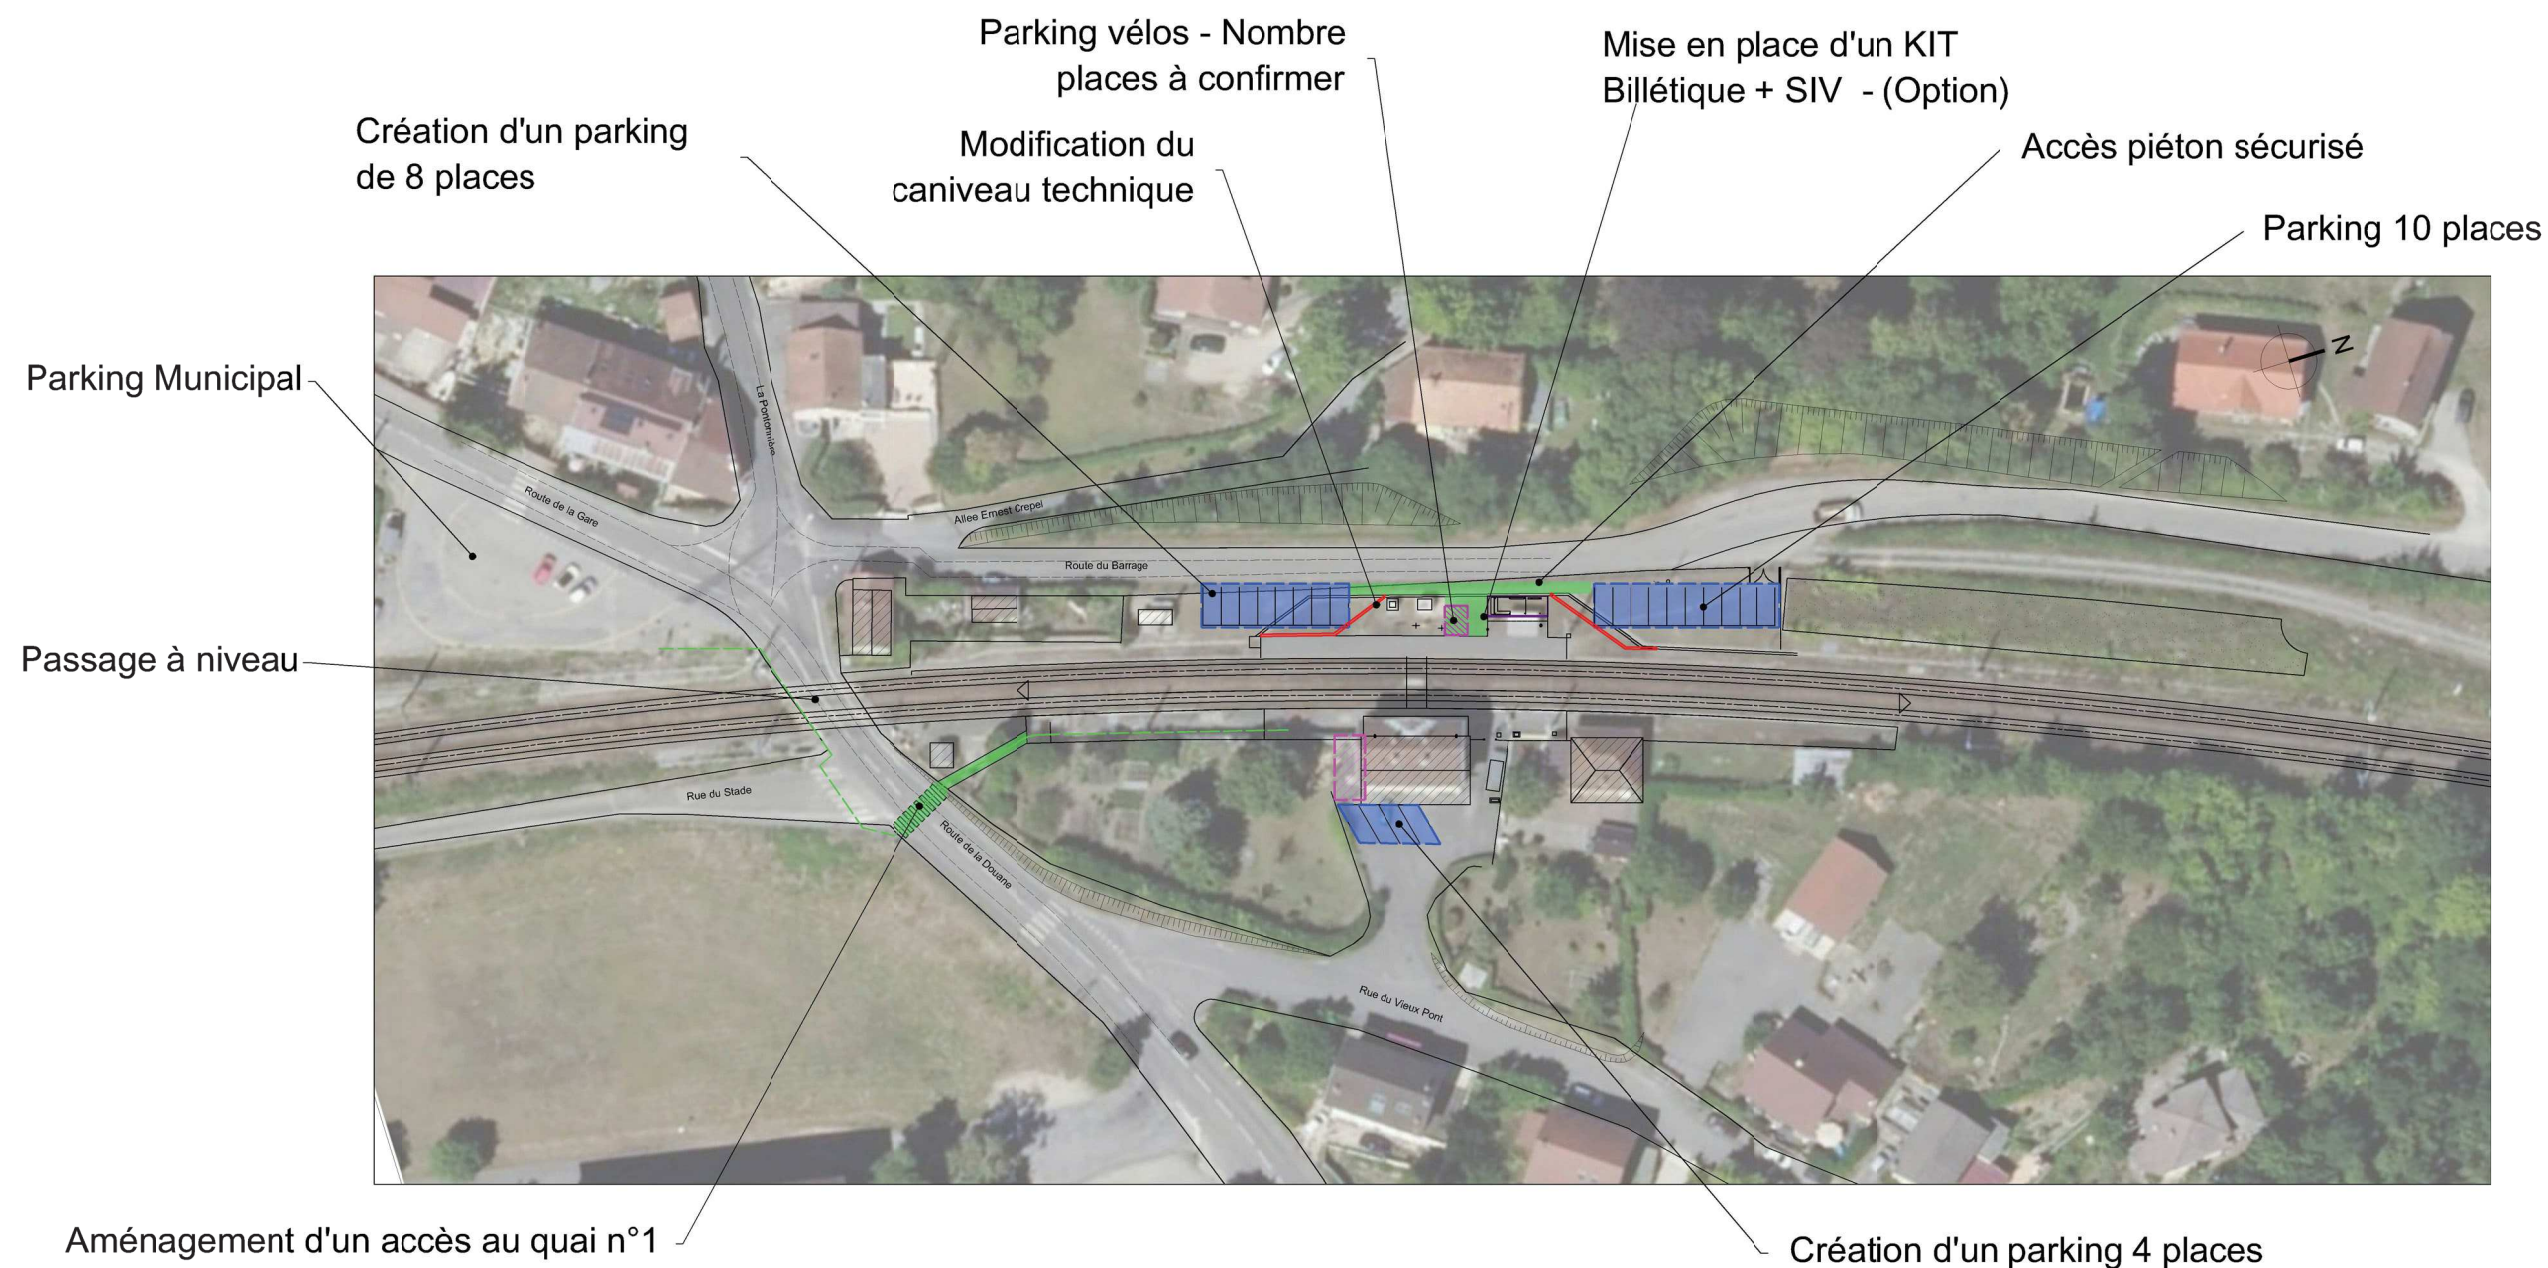 Parking vélos - Nombre
places à confirmer
Mise en place d'un KIT
Billétique + SIV - (Option)
Création d'un parking
de 8 places
Modification du
caniveau technique
Accès piéton sécurisé
Parking 10 places
Parking Municipal
N
La Pontonnière
Route de la Gare
Allee Ernest Crepel
Route du Barrage
Passage à niveau
Rue du Stade
Route de la Douane
Rue du Vieux Pont
Aménagement d'un accès au quai n°1
Création d'un parking 4 places